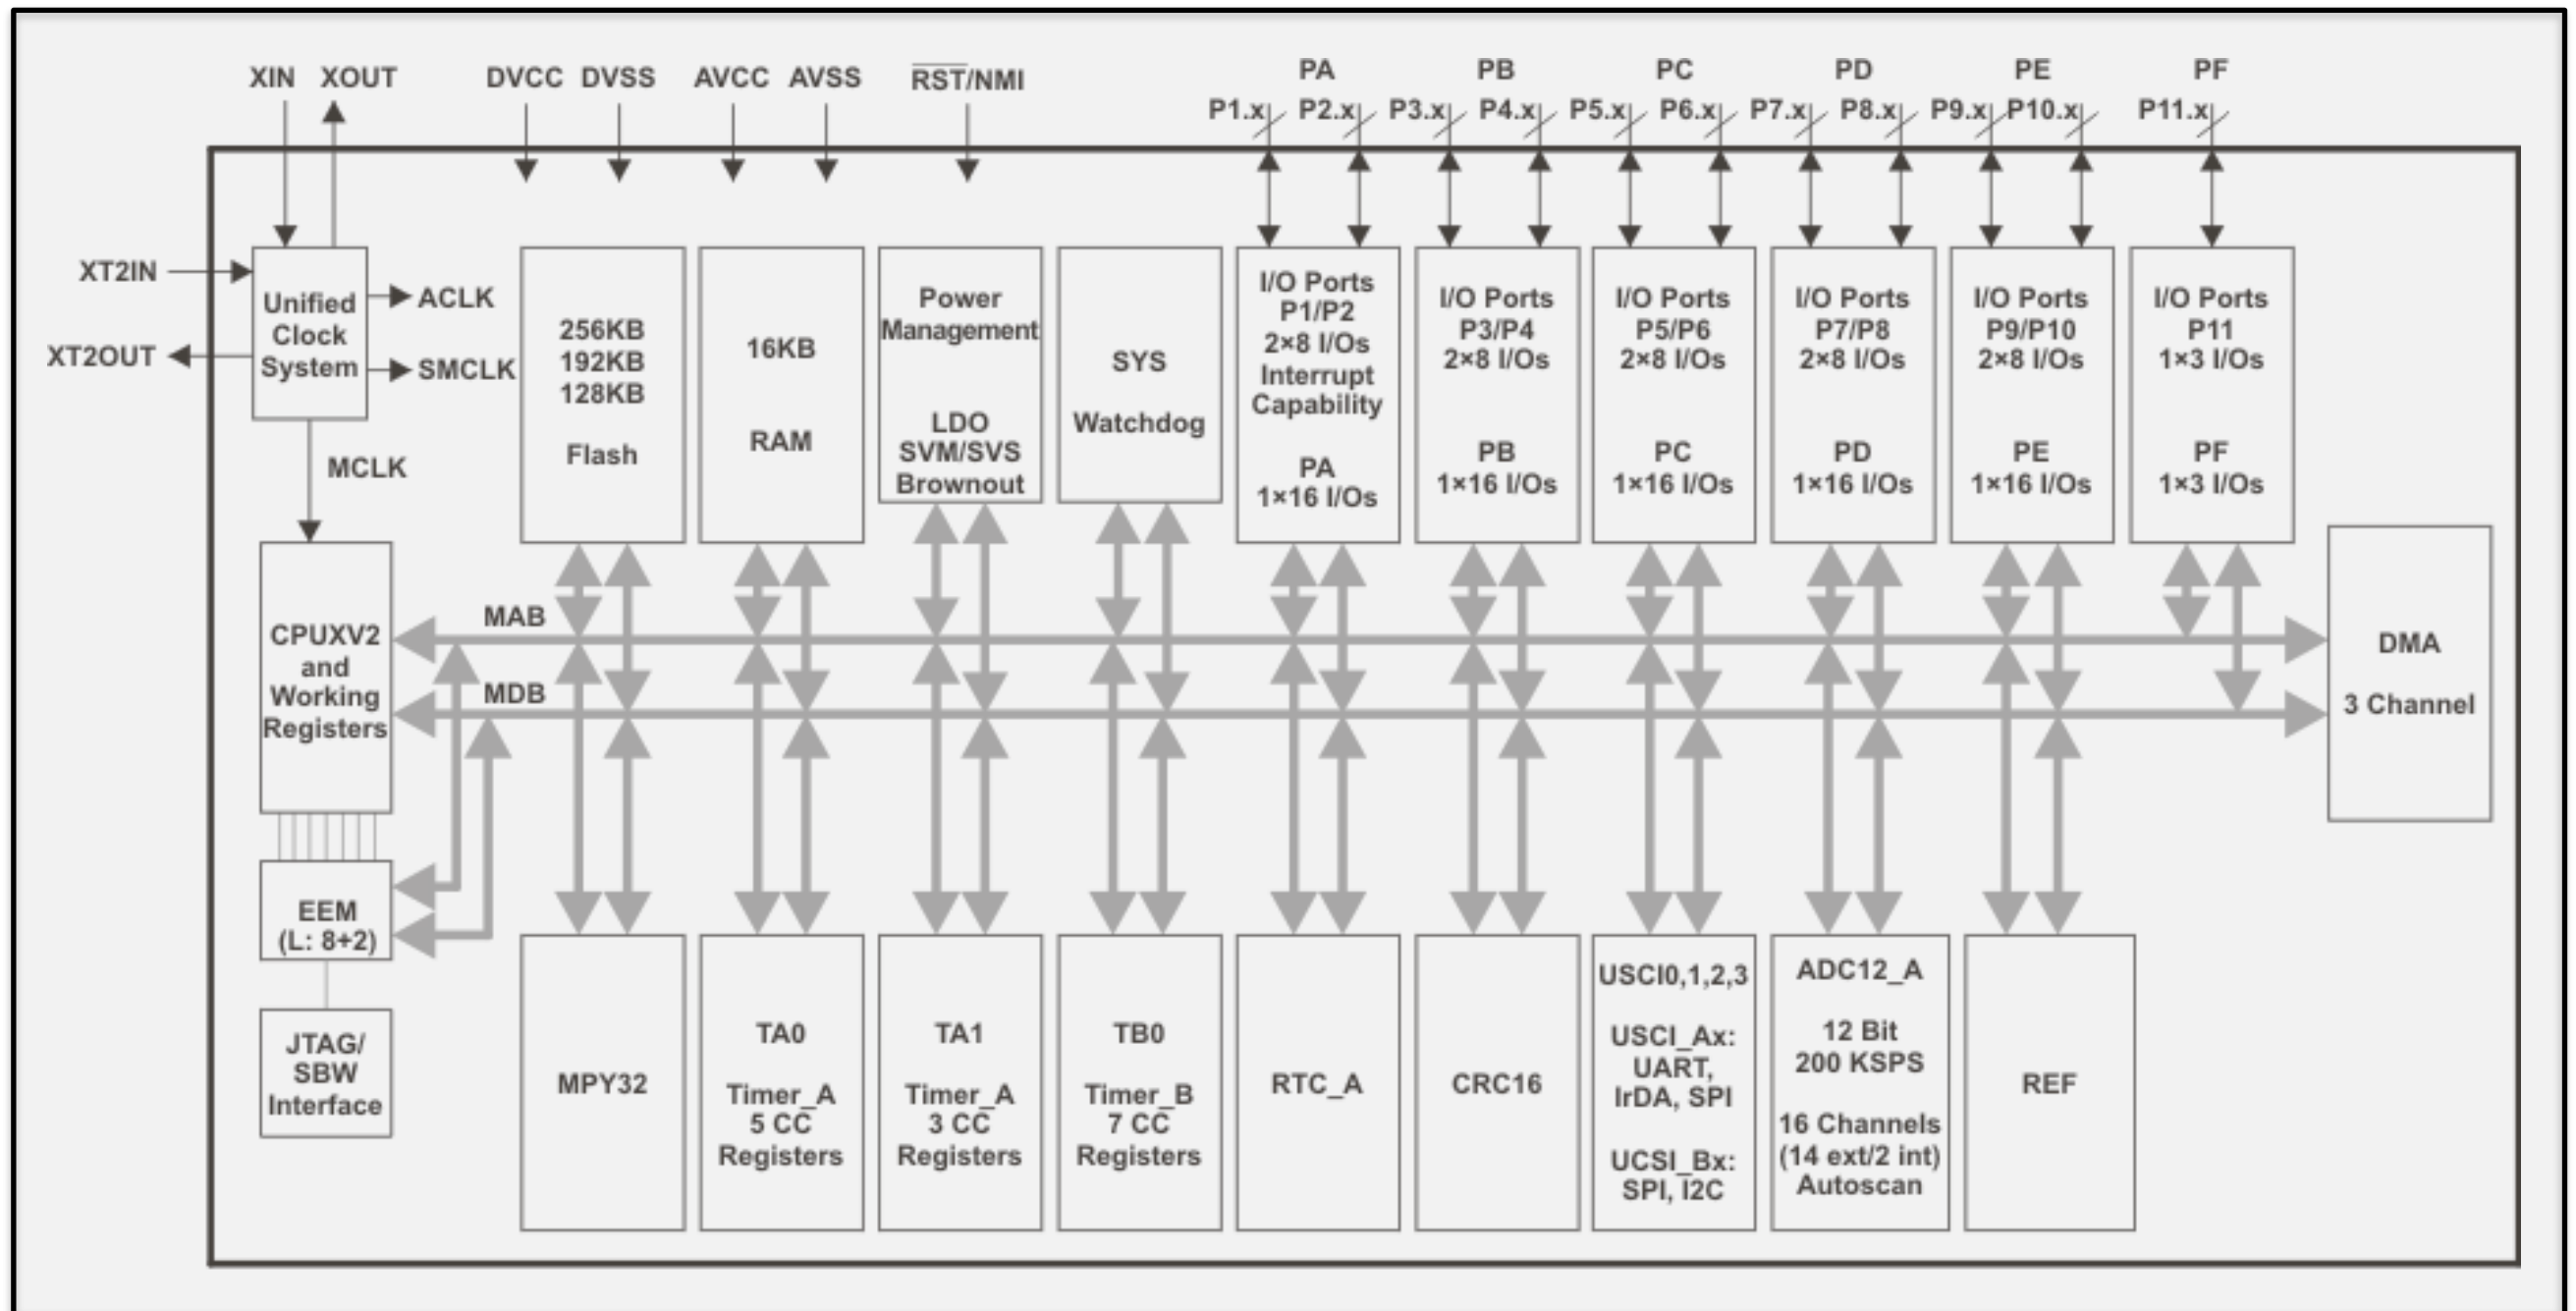 XIN XOUT DVCC DVSS AVCC AVSS RST/NMI
PA PB PC PD PE PF
P1.x P2.x P3.x P4.x P5.x P6.x P7.x P8.x P9.x P10.x P11.x
XT2IN
XT2OUT
Unified
Clock
System
ACLK
SMCLK
MCLK
256KB
192KB
128KB
Flash
16KB
RAM
Power
Management
LDO
SVM/SVS
Brownout
SYS
Watchdog
I/O Ports
P1/P2
2×8 I/Os
Interrupt
Capability
PA
1×16 I/Os
I/O Ports
P3/P4
2×8 I/Os
PB
1×16 I/Os
I/O Ports
P5/P6
2×8 I/Os
PC
1×16 I/Os
I/O Ports
P7/P8
2×8 I/Os
PD
1×16 I/Os
I/O Ports
P9/P10
2×8 I/Os
PE
1×16 I/Os
I/O Ports
P11
1×3 I/Os
PF
1×3 I/Os
CPUXV2
and
Working
Registers
MAB
MDB
DMA
3 Channel
EEM
(L: 8+2)
JTAG/
SBW
Interface
MPY32
TA0
Timer_A
5 CC
Registers
TA1
Timer_A
3 CC
Registers
TB0
Timer_B
7 CC
Registers
RTC_A
CRC16
USCI0,1,2,3
USCI_Ax:
UART,
IrDA, SPI
UCSI_Bx:
SPI, I2C
ADC12_A
12 Bit
200 KSPS
16 Channels
(14 ext/2 int)
Autoscan
REF